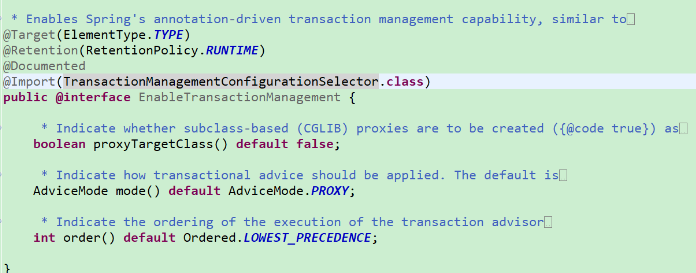 * Enables Spring's annotation-driven transaction management capability, similar to
@Target(ElementType.TYPE)
@Retention(RetentionPolicy.RUNTIME)
@Documented
@Import(TransactionManagementConfigurationSelector.class)
public @interface EnableTransactionManagement {
* Indicate whether subclass-based (CGLIB) proxies are to be created ({@code true}) as
boolean proxyTargetClass() default false;
* Indicate how transactional advice should be applied. The default is
AdviceMode mode() default AdviceMode.PROXY;
* Indicate the ordering of the execution of the transaction advisor
int order() default Ordered.LOWEST_PRECEDENCE;
}